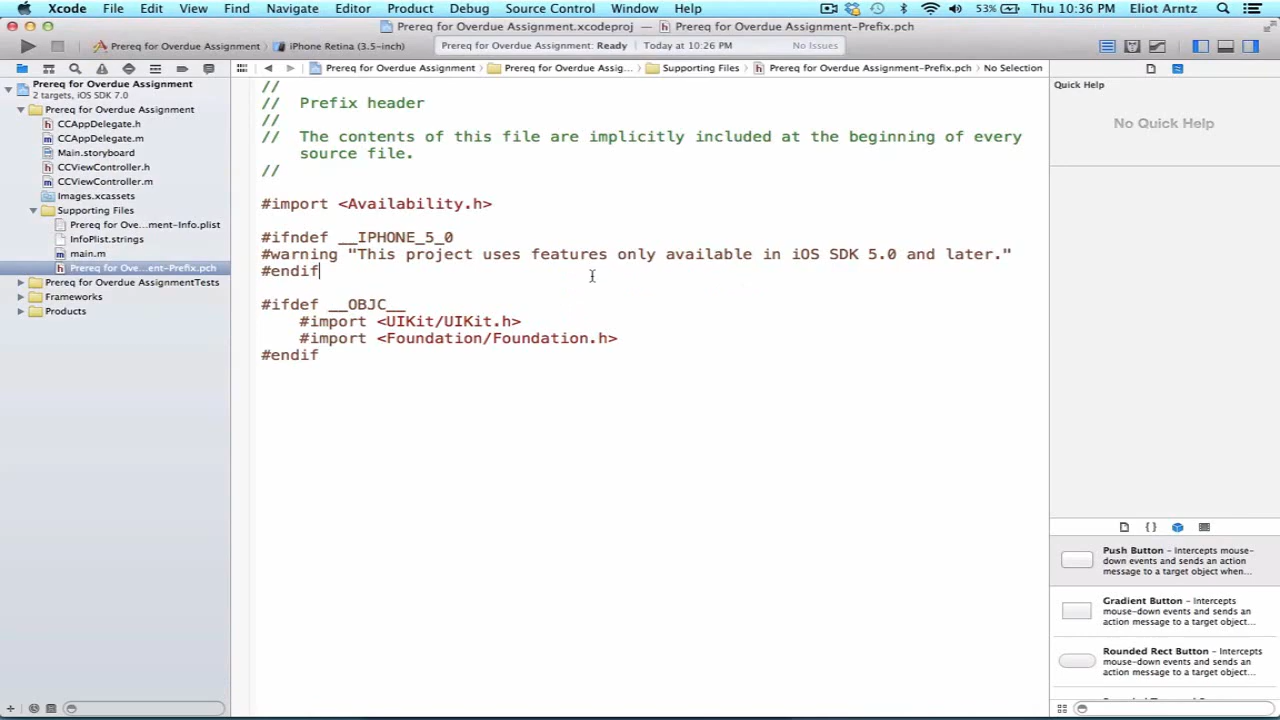 Xcode File Edit View Find Navigate Editor Product Debug Source Control Window Help 53% Thu 10:36 PM Eliot Arntz
Prereq for Overdue Assignment.xcodeproj — Prereq for Overdue Assignment-Prefix.pch
Prereq for Overdue Assignment iPhone Retina (3.5-inch) Prereq for Overdue Assignment: Ready Today at 10:26 PM No Issues
Prereq for Overdue Assignment Prereq for Overdue Assig... Supporting Files Prereq for Overdue Assignment-Prefix.pch No Selection
Prereq for Overdue Assignment
2 targets, iOS SDK 7.0
Prereq for Overdue Assignment
CCAppDelegate.h
CCAppDelegate.m
Main.storyboard
CCViewController.h
CCViewController.m
Images.xcassets
Supporting Files
Prereq for Ove...ment-Info.plist
InfoPlist.strings
main.m
Prereq for Ove...ent-Prefix.pch
Prereq for Overdue AssignmentTests
Frameworks
Products
//
// Prefix header
//
// The contents of this file are implicitly included at the beginning of every
source file.
//
#import <Availability.h>
#ifndef __IPHONE_5_0
#warning "This project uses features only available in iOS SDK 5.0 and later."
#endif
#ifdef __OBJC__
#import <UIKit/UIKit.h>
#import <Foundation/Foundation.h>
#endif
Quick Help
No Quick Help
{ }
Push Button - Intercepts mouse-
down events and sends an action
message to a target object when...
Gradient Button - Intercepts
mouse-down events and sends an
action message to a target object...
Rounded Rect Button - Intercepts
mouse-down events and sends an
action message to a target object...